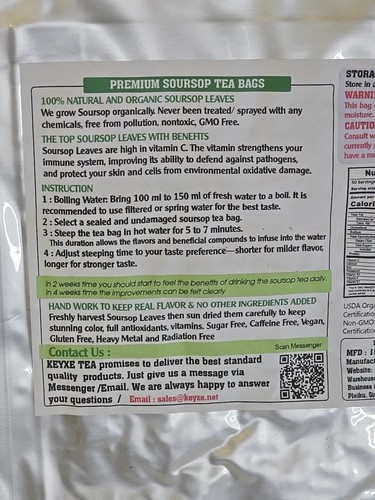 PREMIUM SOURSOP TEA BAGS
100% NATURAL AND ORGANIC SOURSOP LEAVES
We grow Soursop organically. Never been treated/ sprayed with any
chemicals, free from pollution, nontoxic, GMO Free.
THE TOP SOURSOP LEAVES WITH BENEFITS
Soursop Leaves are high in vitamin C. The vitamin strengthens your
immune system, improving its ability to defend against pathogens,
and protect your skin and cells from environmental oxidative damage.
INSTRUCTION
1 : Boiling Water: Bring 100 ml to 150 ml of fresh water to a boil. It is
recommended to use filtered or spring water for the best taste.
2 : Select a sealed and undamaged soursop tea bag.
3 : Steep the tea bag in hot water for 5 to 7 minutes.
This duration allows the flavors and beneficial compounds to infuse into the water
4 : Adjust steeping time to your taste preference—shorter for milder flavor,
longer for stronger taste.
In 2 weeks time you should start to feel the benefits of drinking the soursop tea daily.
In 4 weeks time the improvements can be felt clearly
HAND WORK TO KEEP REAL FLAVOR & NO OTHER INGREDIENTS ADDED
Freshly harvest Soursop Leaves then sun dried them carefully to keep
stunning color, full antioxidants, vitamins. Sugar Free, Caffeine Free, Vegan,
Gluten Free, Heavy Metal and Radiation Free
Contact Us :
Scan Messenger
KEYXE TEA promises to deliver the best standard
quality products. Just give us a message via
Messenger /Email. We are always happy to answer
your questions / Email : sales@keyxe.net
STORA
Store in a
WARNI
This bag
moisture.
CAUTIO
Consult w
currently
have a me
Nu
50 Servings
Serving size
Amount per
Calori
USDA Orga
Certificatio
Non-GMO
Certification
MFD : 1
Manufact
Website:
Warehous
Business
Pleiku, Gi